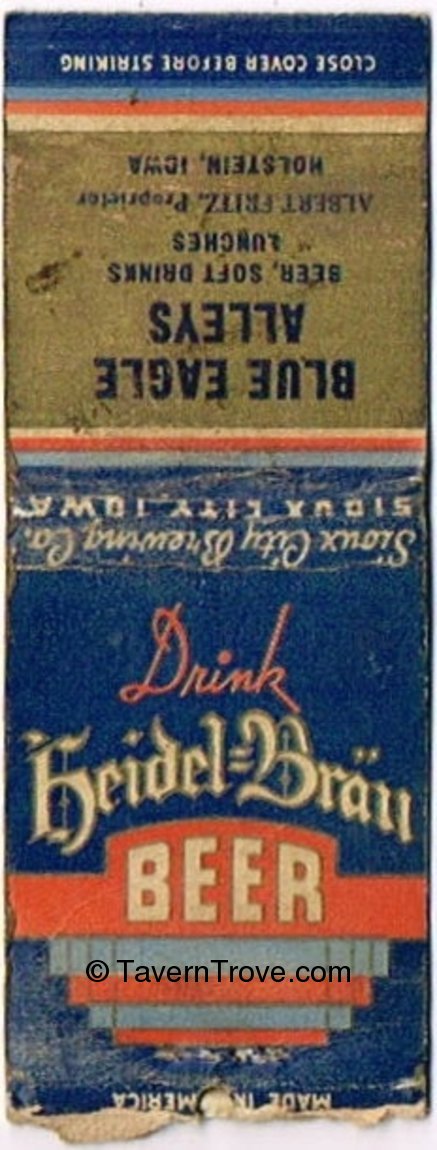 CLOSE COVER BEFORE STRIKING
BLUE EAGLE
ALLEYS
BEER, SOFT DRINKS
LUNCHES
ALBERT FRITZ, Proprietor
HOLSTEIN, IOWA
Sioux City Brewing Co.
SIOUX CITY, IOWA
Drink
Heidel=Bräu
BEER
© TavernTrove.com
MADE IN AMERICA